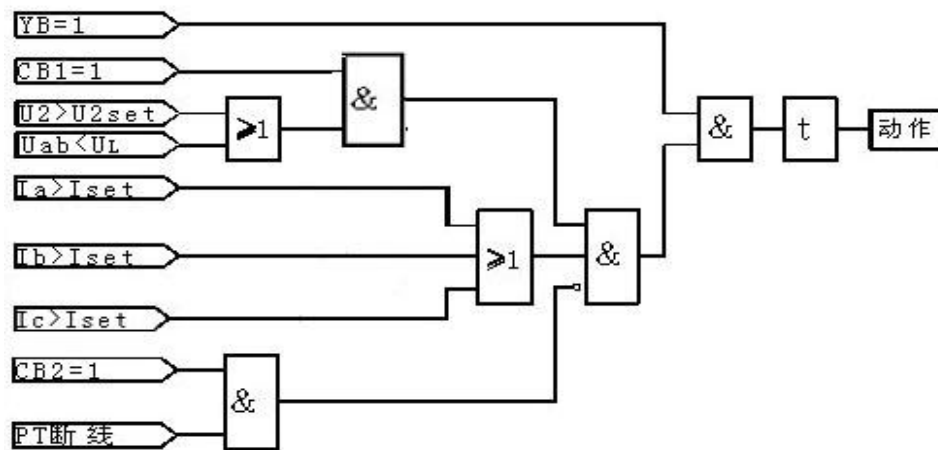 YB=1
CB1=1
U2>U2set
Uab<UL
≥1
&
Ia>Iset
Ib>Iset
Ic>Iset
≥1
&
CB2=1
PT断线
&
&
t
动作